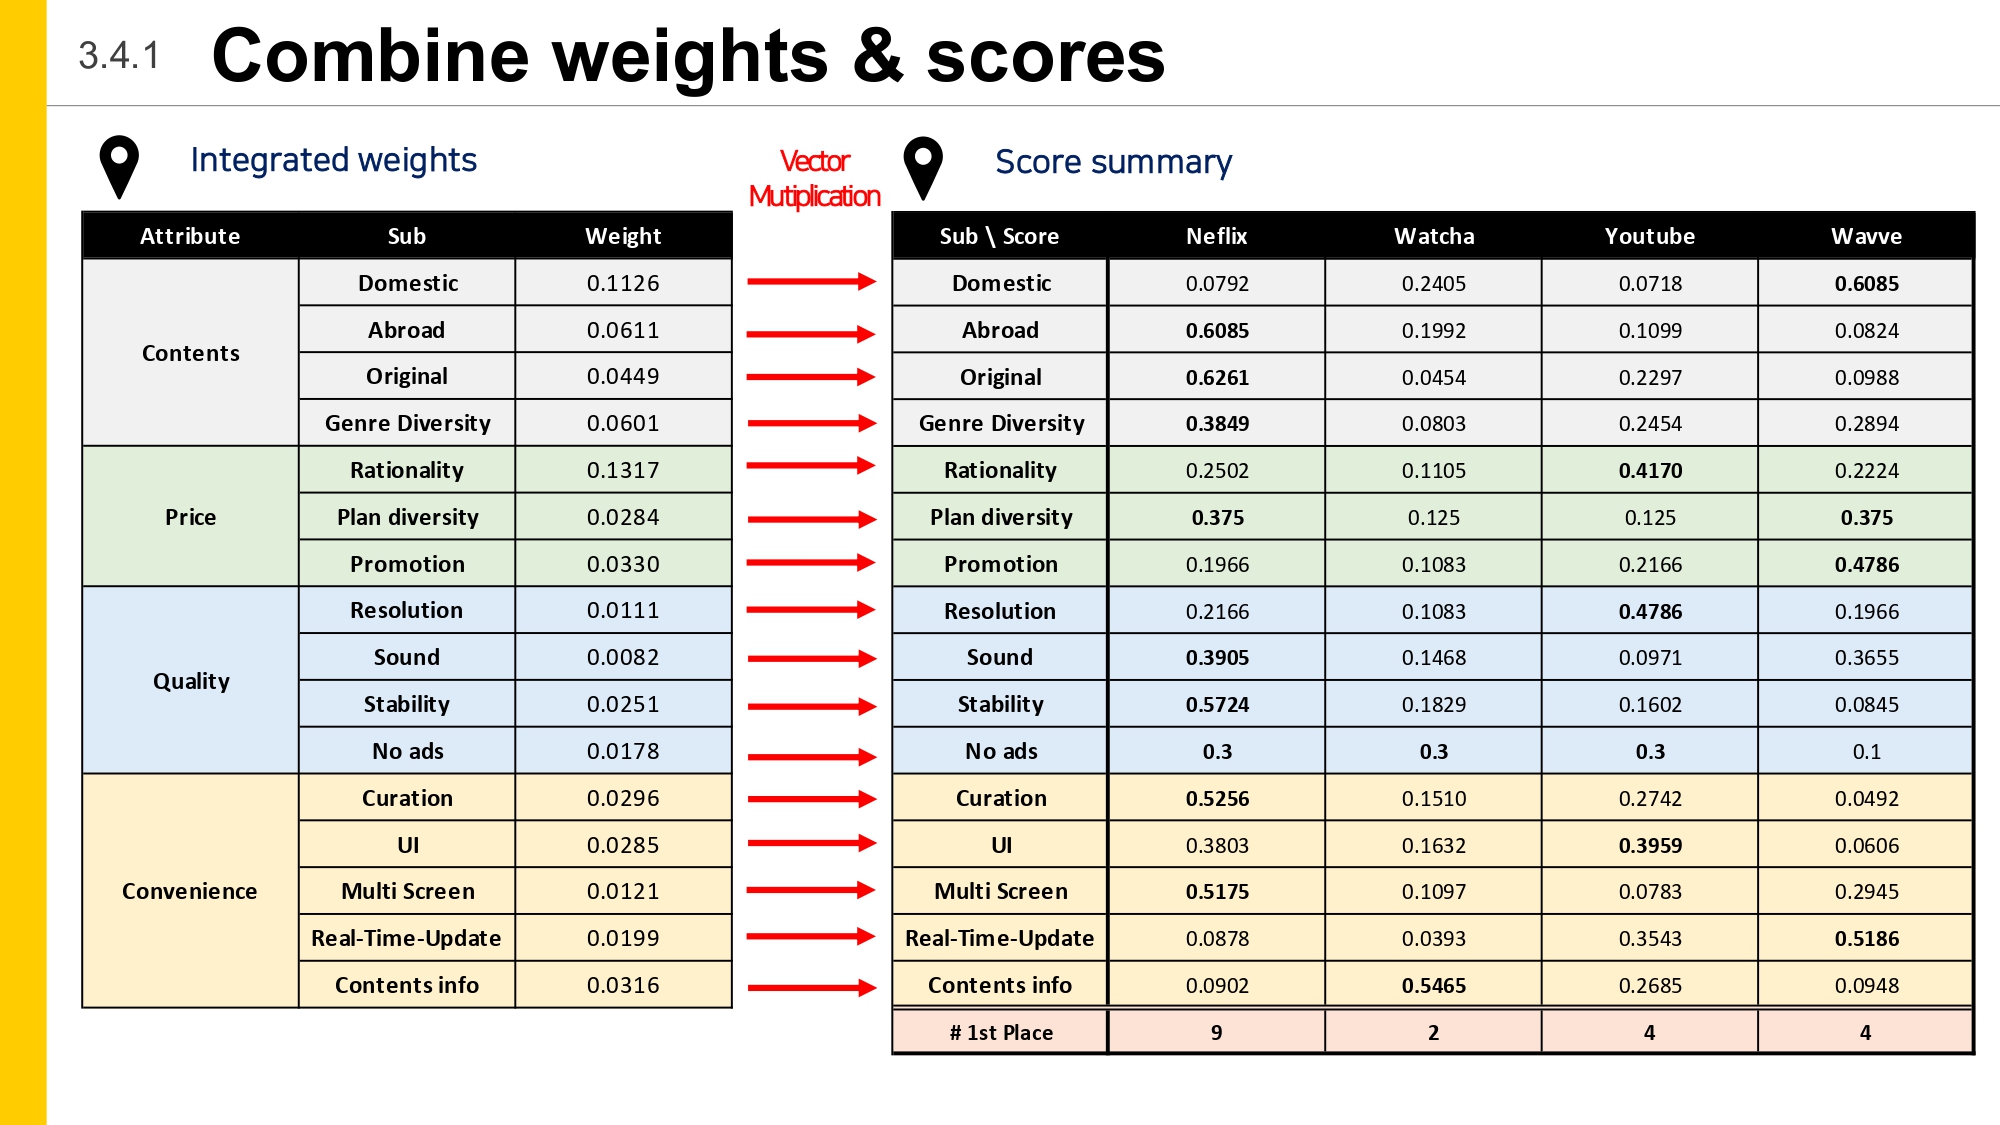 3.4.1 Combine weights & scores
Integrated weights
Vector
Mutiplication
Score summary
Attribute Sub Weight
Contents Domestic 0.1126
Abroad 0.0611
Original 0.0449
Genre Diversity 0.0601
Price Rationality 0.1317
Plan diversity 0.0284
Promotion 0.0330
Quality Resolution 0.0111
Sound 0.0082
Stability 0.0251
No ads 0.0178
Convenience Curation 0.0296
UI 0.0285
Multi Screen 0.0121
Real-Time-Update 0.0199
Contents info 0.0316
Sub \ Score Neflix Watcha Youtube Wavve
Domestic 0.0792 0.2405 0.0718 0.6085
Abroad 0.6085 0.1992 0.1099 0.0824
Original 0.6261 0.0454 0.2297 0.0988
Genre Diversity 0.3849 0.0803 0.2454 0.2894
Rationality 0.2502 0.1105 0.4170 0.2224
Plan diversity 0.375 0.125 0.125 0.375
Promotion 0.1966 0.1083 0.2166 0.4786
Resolution 0.2166 0.1083 0.4786 0.1966
Sound 0.3905 0.1468 0.0971 0.3655
Stability 0.5724 0.1829 0.1602 0.0845
No ads 0.3 0.3 0.3 0.1
Curation 0.5256 0.1510 0.2742 0.0492
UI 0.3803 0.1632 0.3959 0.0606
Multi Screen 0.5175 0.1097 0.0783 0.2945
Real-Time-Update 0.0878 0.0393 0.3543 0.5186
Contents info 0.0902 0.5465 0.2685 0.0948
# 1st Place 9 2 4 4